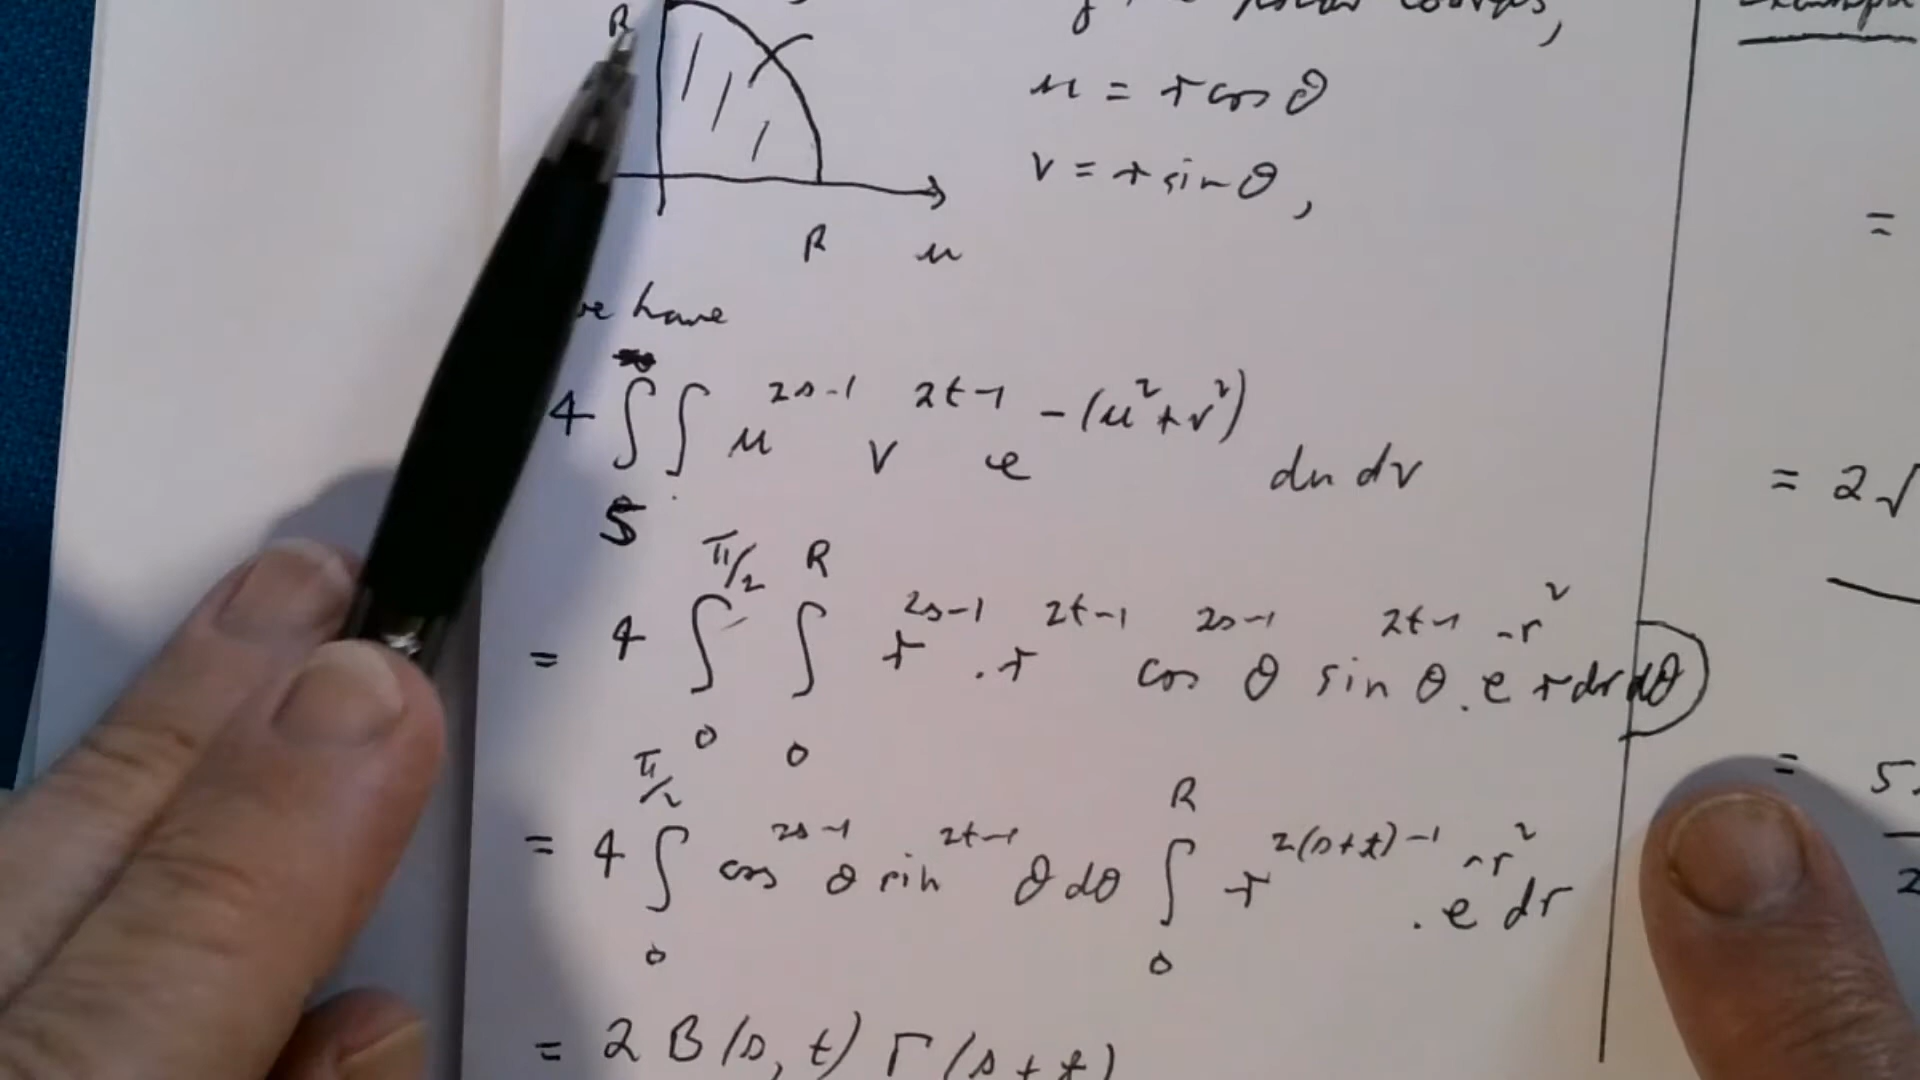 R
R u
u = r cos θ
v = r sin θ ,
we have
4 ∫∫ u^{2s-1} v^{2t-1} e^{-(u²+v²)} du dv
S
= 4 ∫_0^{π/2} ∫_0^R r^{2s-1} . r^{2t-1} cos^{2s-1} θ sin^{2t-1} θ . e^{-r²} r dr dθ
= 4 ∫_0^{π/2} cos^{2s-1} θ sin^{2t-1} θ dθ ∫_0^R r^{2(s+t)-1} . e^{-r²} dr
= 2 B(s, t) Γ(s + t)
=
= 2√
=